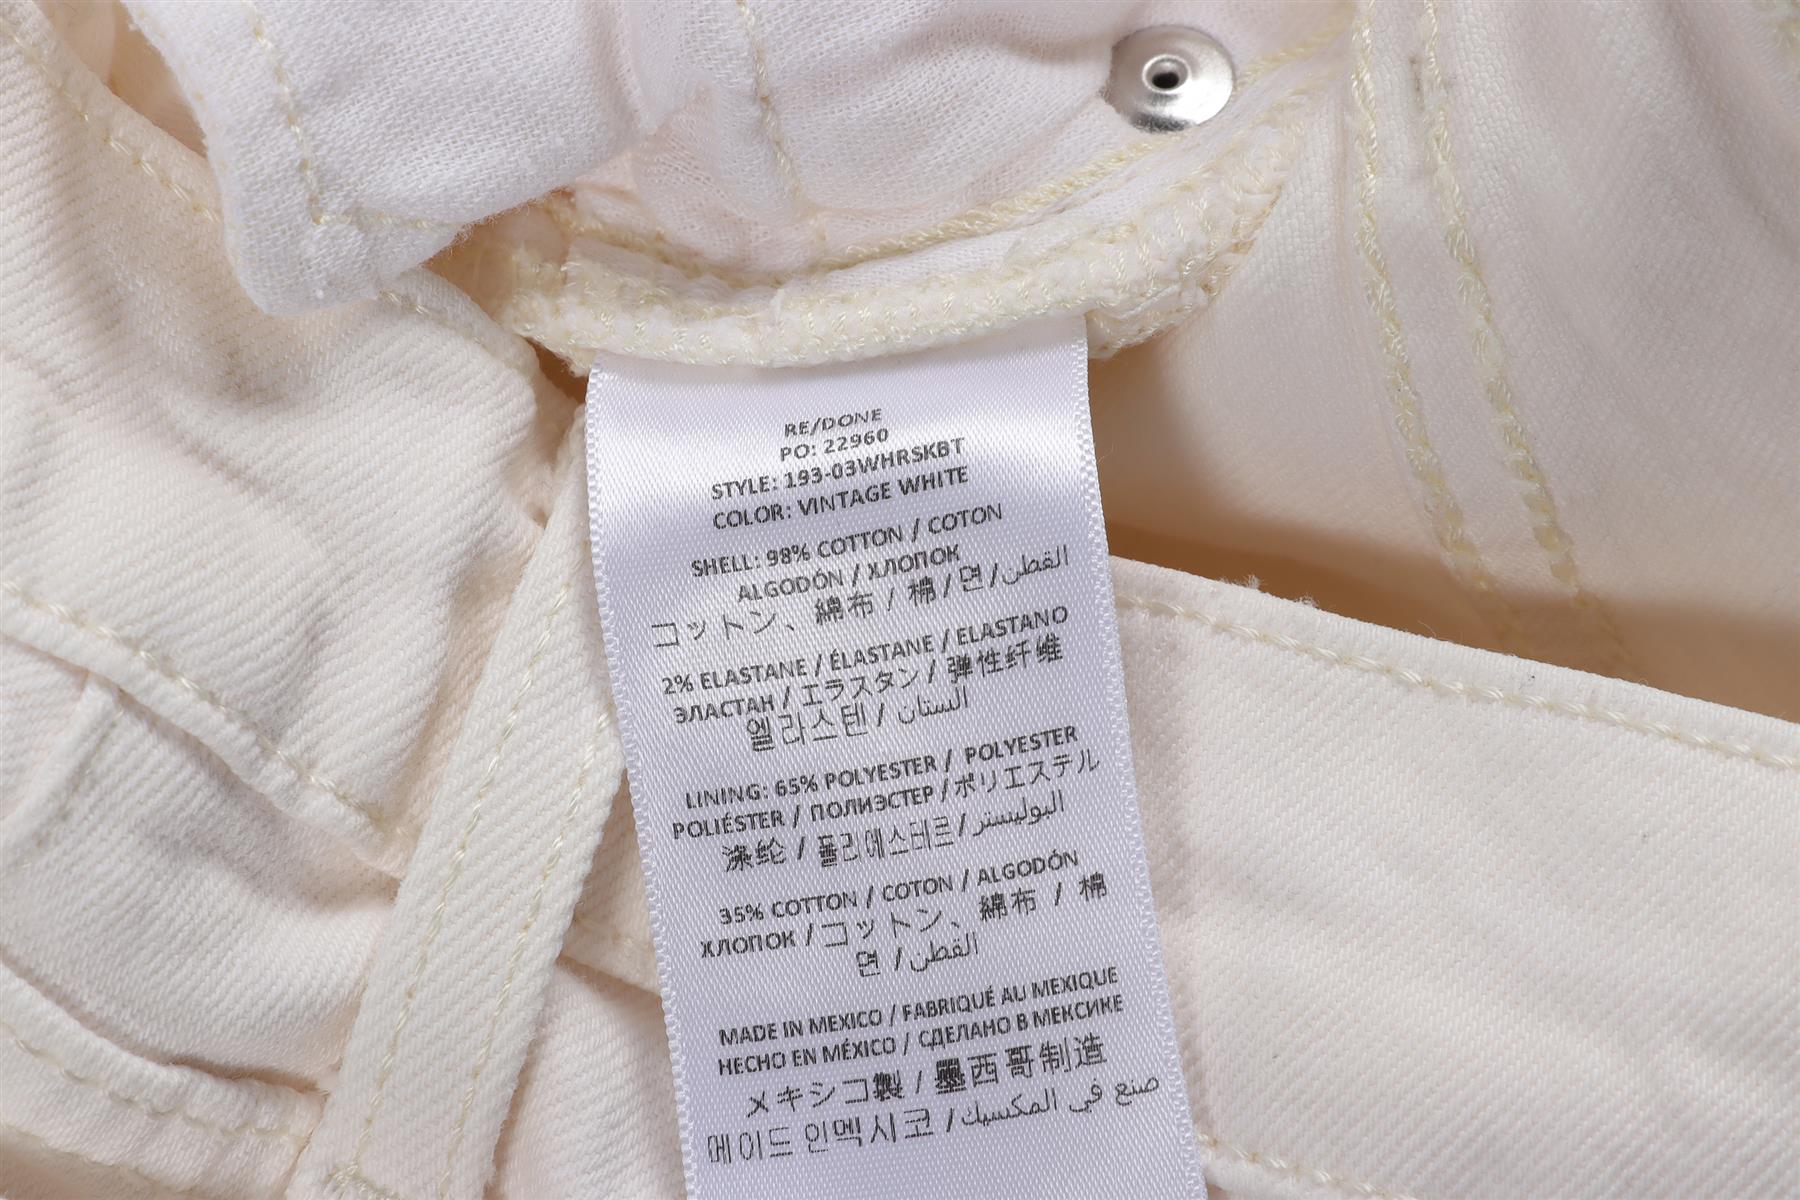 RE/DONE
PO: 22960
STYLE: 193-03WHRSKBT
COLOR: VINTAGE WHITE
SHELL: 98% COTTON / COTON
ALGODÓN / ХЛОПОК
コットン、綿布 / 棉 / 면 / القطن
2% ELASTANE / ÉLASTANE / ELASTANO
ЭЛАСТАН / エラスタン / 弹性纤维
엘라스텐 / الستان
LINING: 65% POLYESTER / POLYESTER
POLIÉSTER / ПОЛИЭСТЕР / ポリエステル
涤纶 / 폴리에스테르 / البوليستر
35% COTTON / COTON / ALGODÓN
ХЛОПОК / コットン、綿布 / 棉
면 / القطن
MADE IN MEXICO / FABRIQUÉ AU MEXIQUE
HECHO EN MÉXICO / СДЕЛАНО В МЕКСИКЕ
メキシコ製 / 墨西哥制造
메이드 인멕시코 / صنع في المكسيك